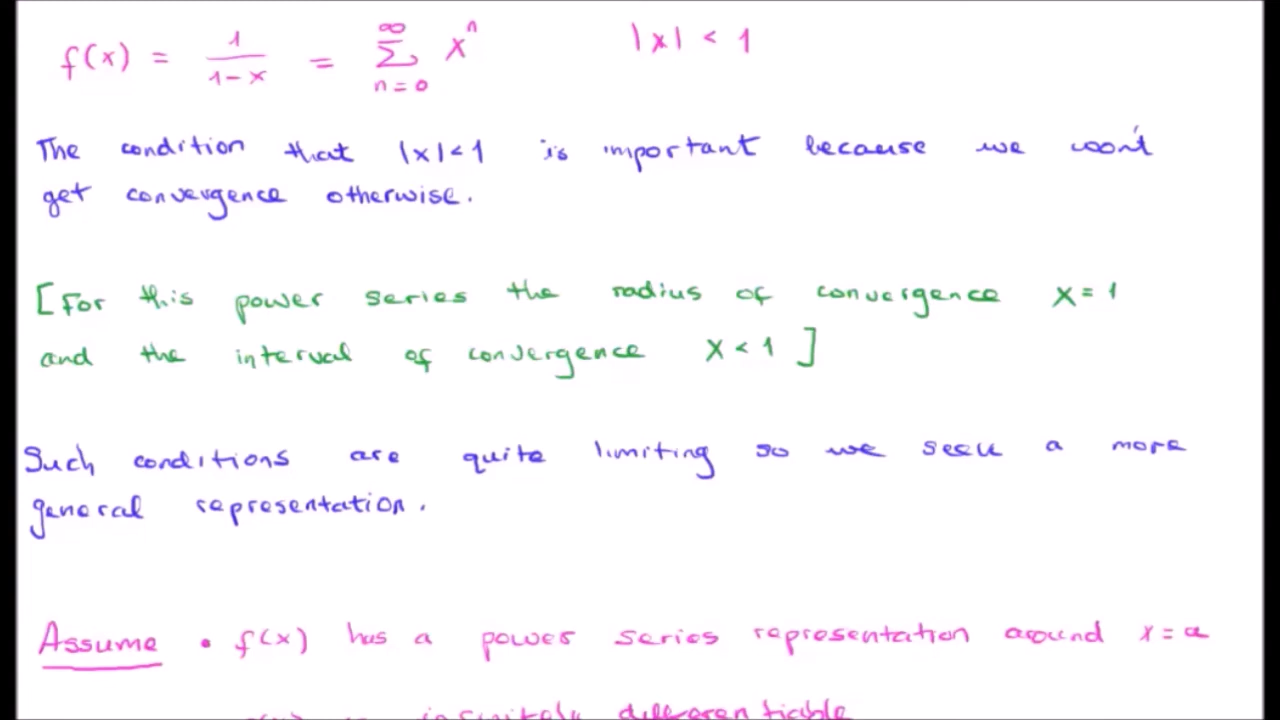 f(x) = 1/(1-x) = ∑_{n=0}^{∞} x^n |x| < 1
The condition that |x|<1 is important because we won't
get convergence otherwise.
[For this power series the radius of convergence x=1
and the interval of convergence x<1]
Such conditions are quite limiting so we seek a more
general representation.
Assume • f(x) has a power series representation around x=a
infinitely differentiable